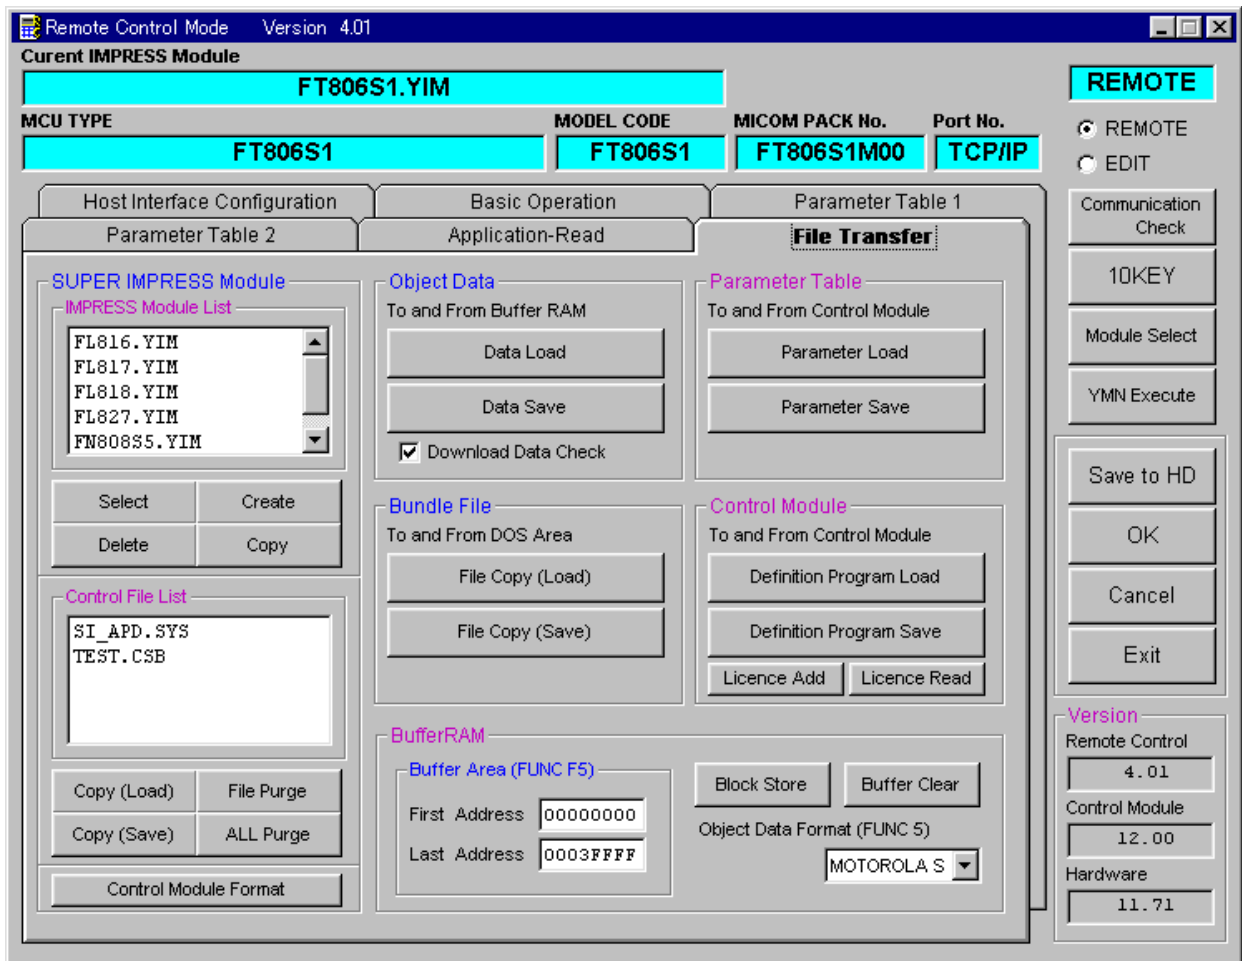 Remote Control Mode Version 4.01
Curent IMPRESS Module
FT806S1.YIM
MCU TYPE
FT806S1
MODEL CODE
FT806S1
MICOM PACK No.
FT806S1M00
Port No.
TCP/IP
REMOTE
REMOTE
EDIT
Host Interface Configuration
Basic Operation
Parameter Table 1
Parameter Table 2
Application-Read
File Transfer
SUPER IMPRESS Module
IMPRESS Module List
FL816.YIM
FL817.YIM
FL818.YIM
FL827.YIM
FN808S5.YIM
Select
Create
Delete
Copy
Control File List
SI_APD.SYS
TEST.CSB
Copy (Load)
File Purge
Copy (Save)
ALL Purge
Control Module Format
Object Data
To and From Buffer RAM
Data Load
Data Save
Download Data Check
Parameter Table
To and From Control Module
Parameter Load
Parameter Save
Bundle File
To and From DOS Area
File Copy (Load)
File Copy (Save)
Control Module
To and From Control Module
Definition Program Load
Definition Program Save
Licence Add
Licence Read
BufferRAM
Buffer Area (FUNC F5)
First Address
00000000
Last Address
0003FFFF
Block Store
Buffer Clear
Object Data Format (FUNC 5)
MOTOROLA S
Communication
Check
10KEY
Module Select
YMN Execute
Save to HD
OK
Cancel
Exit
Version
Remote Control
4.01
Control Module
12.00
Hardware
11.71